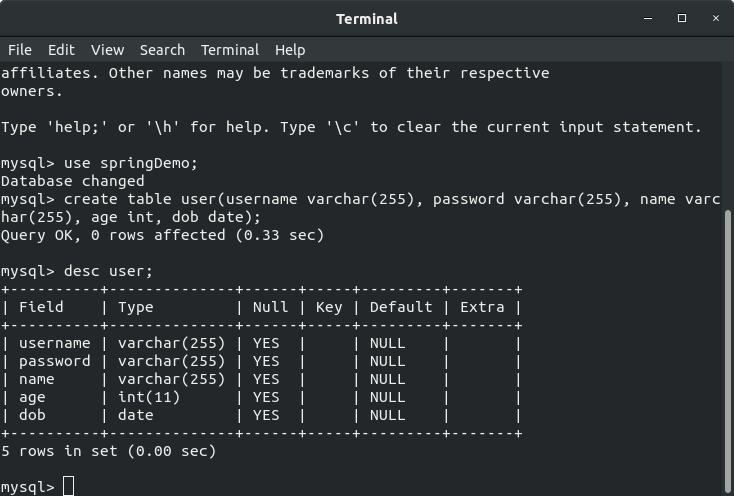 Terminal
File Edit View Search Terminal Help
affiliates. Other names may be trademarks of their respective
owners.
Type 'help;' or '\h' for help. Type '\c' to clear the current input statement.
mysql> use springDemo;
Database changed
mysql> create table user(username varchar(255), password varchar(255), name varc
har(255), age int, dob date);
Query OK, 0 rows affected (0.33 sec)
mysql> desc user;
+----------+--------------+------+-----+---------+-------+
| Field    | Type         | Null | Key | Default | Extra |
+----------+--------------+------+-----+---------+-------+
| username | varchar(255) | YES  |     | NULL    |       |
| password | varchar(255) | YES  |     | NULL    |       |
| name     | varchar(255) | YES  |     | NULL    |       |
| age      | int(11)      | YES  |     | NULL    |       |
| dob      | date         | YES  |     | NULL    |       |
+----------+--------------+------+-----+---------+-------+
5 rows in set (0.00 sec)
mysql>